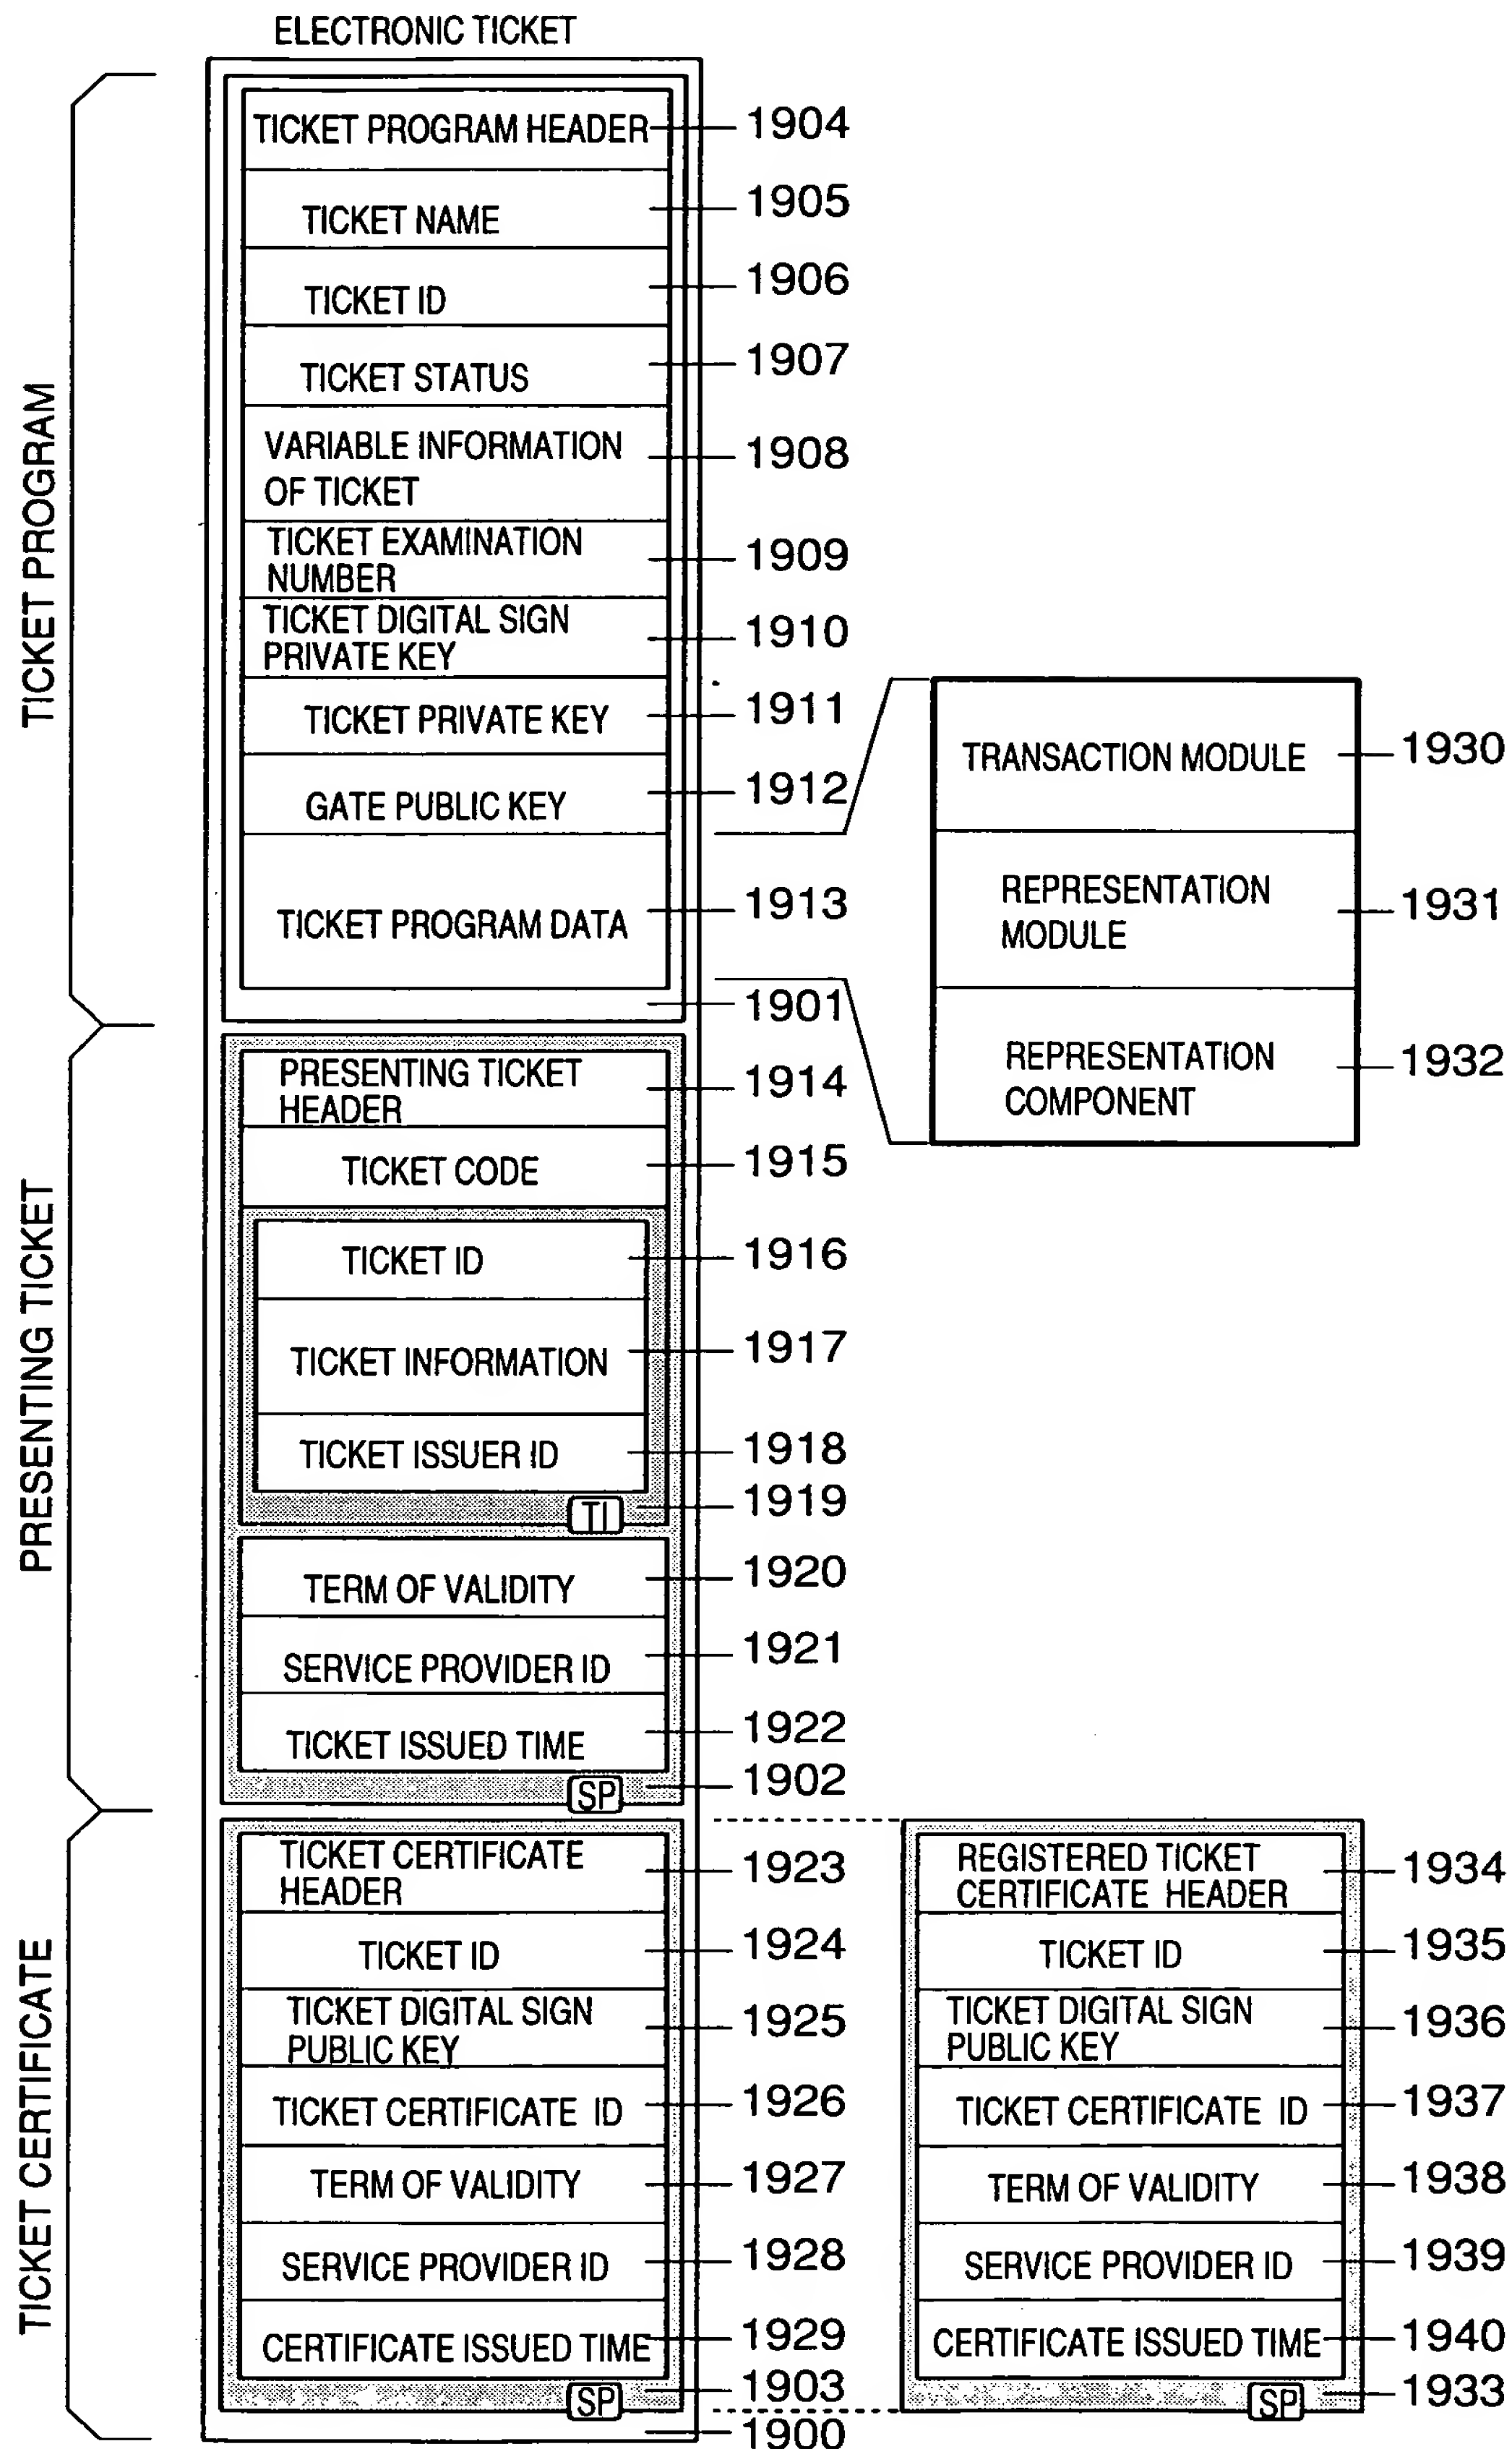 ELECTRONIC TICKET
TICKET PROGRAM
TICKET PROGRAM HEADER
1904
TICKET NAME
1905
TICKET ID
1906
TICKET STATUS
1907
VARIABLE INFORMATION
OF TICKET
1908
TICKET EXAMINATION
NUMBER
1909
TICKET DIGITAL SIGN
PRIVATE KEY
1910
TICKET PRIVATE KEY
1911
GATE PUBLIC KEY
1912
TICKET PROGRAM DATA
1913
1901
TRANSACTION MODULE
1930
REPRESENTATION
MODULE
1931
REPRESENTATION
COMPONENT
1932
PRESENTING TICKET
PRESENTING TICKET
HEADER
1914
TICKET CODE
1915
TICKET ID
1916
TICKET INFORMATION
1917
TICKET ISSUER ID
1918
TI
1919
TERM OF VALIDITY
1920
SERVICE PROVIDER ID
1921
TICKET ISSUED TIME
1922
SP
1902
TICKET CERTIFICATE
TICKET CERTIFICATE
HEADER
1923
TICKET ID
1924
TICKET DIGITAL SIGN
PUBLIC KEY
1925
TICKET CERTIFICATE ID
1926
TERM OF VALIDITY
1927
SERVICE PROVIDER ID
1928
CERTIFICATE ISSUED TIME
1929
SP
1903
1900
REGISTERED TICKET
CERTIFICATE HEADER
1934
TICKET ID
1935
TICKET DIGITAL SIGN
PUBLIC KEY
1936
TICKET CERTIFICATE ID
1937
TERM OF VALIDITY
1938
SERVICE PROVIDER ID
1939
CERTIFICATE ISSUED TIME
1940
SP
1933